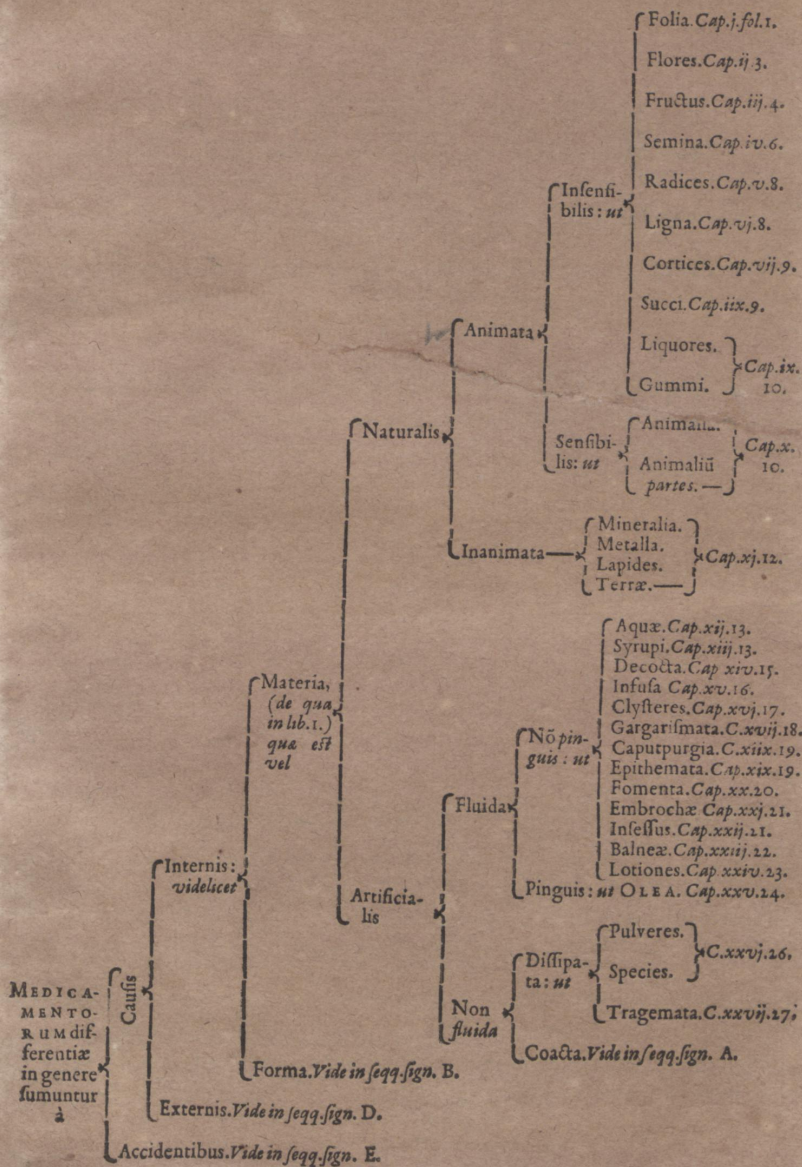 Folia.Cap.j.fol.1.
Flores.Cap.ij.3.
Fructus.Cap.iij.4.
Semina.Cap.iv.6.
Radices.Cap.v.8.
Ligna.Cap.vj.8.
Cortices.Cap.vij.9.
Succi.Cap.iix.9.
Liquores.
Gummi.
Cap.ix.
10.
Inſenſi-
bilis: ut
Animata
Naturalis
Senſibi-
lis: ut
Animalia.
Animaliū
partes.
Cap.x.
10.
Inanimata
Mineralia.
Metalla.
Lapides.
Terræ.
Cap.xj.12.
Materia,
(de qua
in lib.1.)
quæ est
vel
Aquæ.Cap.xij.13.
Syrupi.Cap.xiij.13.
Decocta.Cap xiv.15.
Infuſa Cap.xv.16.
Clyſteres.Cap.xvj.17.
Gargariſmata.C.xvij.18.
Caputpurgia.C.xiix.19.
Epithemata.Cap.xix.19.
Fomenta.Cap.xx.20.
Embrochæ Cap.xxj.21.
Inſeſſus.Cap.xxij.21.
Balneæ.Cap.xxiij.22.
Lotiones.Cap.xxiv.23.
Nō pin-
guis: ut
Fluida
Pinguis: ut OLEA. Cap.xxv.24.
Internis:
videlicet
Artificia-
lis
Diſſipa-
ta: ut
Pulveres.
Species.
C.xxvj.26.
Tragemata.C.xxvij.27;
Non
fluida
Coacta.Vide in ſeqq.ſign. A.
MEDICA-
MENTO-
RUM dif-
ferentiæ
in genere
ſumuntur
à
Cauſis
Forma.Vide in ſeqq.ſign. B.
Externis.Vide in ſeqq.ſign. D.
Accidentibus.Vide in ſeqq.ſign. E.